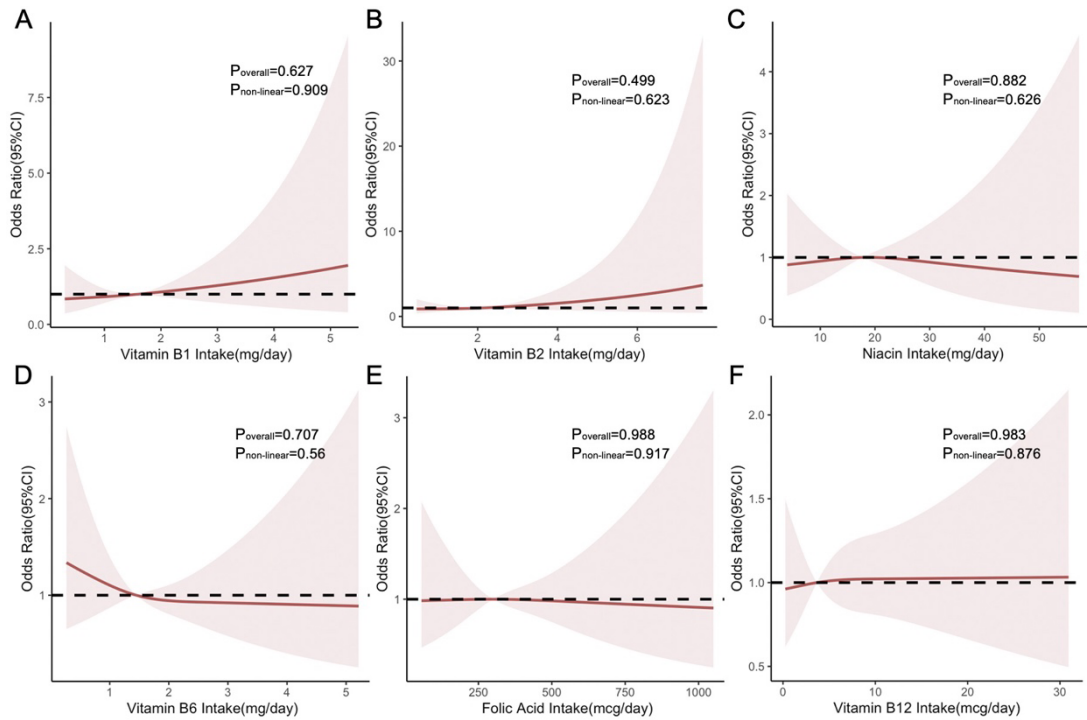 A
Poverall=0.627
Pnon-linear=0.909
Odds Ratio(95%CI)
7.5
5.0
2.5
0.0
1
2
3
4
5
Vitamin B1 Intake(mg/day)
B
Poverall=0.499
Pnon-linear=0.623
Odds Ratio(95%CI)
30
20
10
0
2
4
6
Vitamin B2 Intake(mg/day)
C
Poverall=0.882
Pnon-linear=0.626
Odds Ratio(95%CI)
4
3
2
1
0
10
20
30
40
50
Niacin Intake(mg/day)
D
Poverall=0.707
Pnon-linear=0.56
Odds Ratio(95%CI)
3
2
1
1
2
3
4
5
Vitamin B6 Intake(mg/day)
E
Poverall=0.988
Pnon-linear=0.917
Odds Ratio(95%CI)
3
2
1
250
500
750
1000
Folic Acid Intake(mcg/day)
F
Poverall=0.983
Pnon-linear=0.876
Odds Ratio(95%CI)
2.0
1.5
1.0
0.5
0
10
20
30
Vitamin B12 Intake(mcg/day)